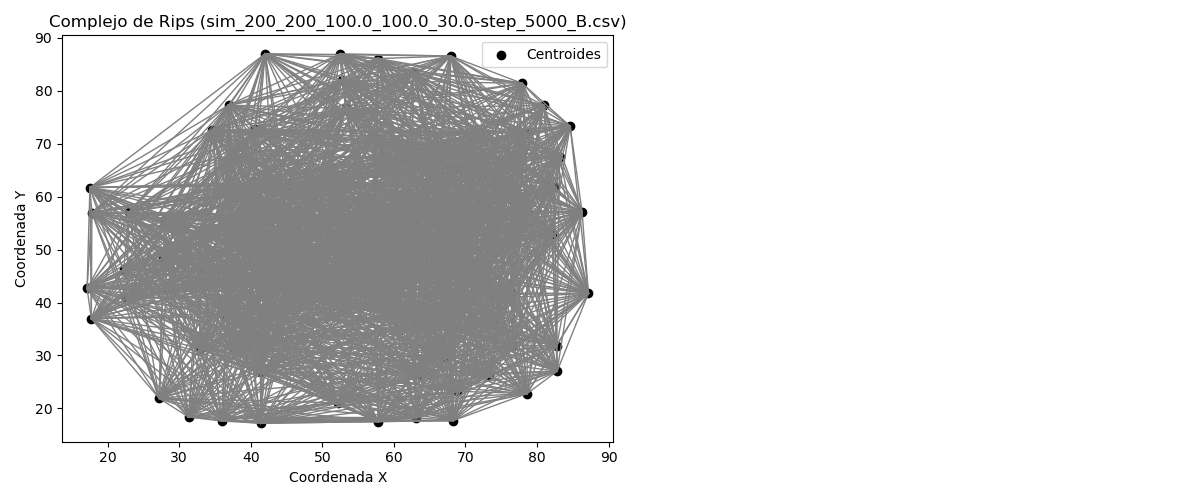 Complejo de Rips (sim_200_200_100.0_100.0_30.0-step_5000_B.csv)
Centroides
90
80
70
60
50
40
30
20
Coordenada Y
20 30 40 50 60 70 80 90
Coordenada X